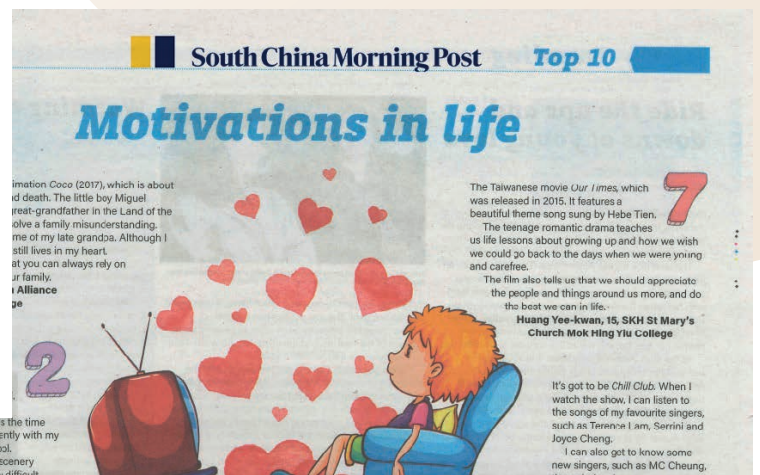 South China Morning Post
Top 10
Motivations in life
imation Coco (2017), which is about
d death. The little boy Miguel
reat-grandfather in the Land of the
olve a family misunderstanding.
me of my late grandpa. Although I
still lives in my heart.
at you can always rely on
ur family.
Alliance
ge
2
s the time
ently with my
ol.
scenery
difficult
7
The Taiwanese movie Our Times, which
was released in 2015. It features a
beautiful theme song sung by Hebe Tien.
The teenage romantic drama teaches
us life lessons about growing up and how we wish
we could go back to the days when we were young
and carefree.
The film also tells us that we should appreciate
the people and things around us more, and do
the best we can in life.
Huang Yee-kwan, 15, SKH St Mary's
Church Mok Hing Yiu College
It's got to be Chill Club. When I
watch the show, I can listen to
the songs of my favourite singers,
such as Terence Lam, Serrini and
Joyce Cheng.
I can also get to know some
new singers, such as MC Cheung,